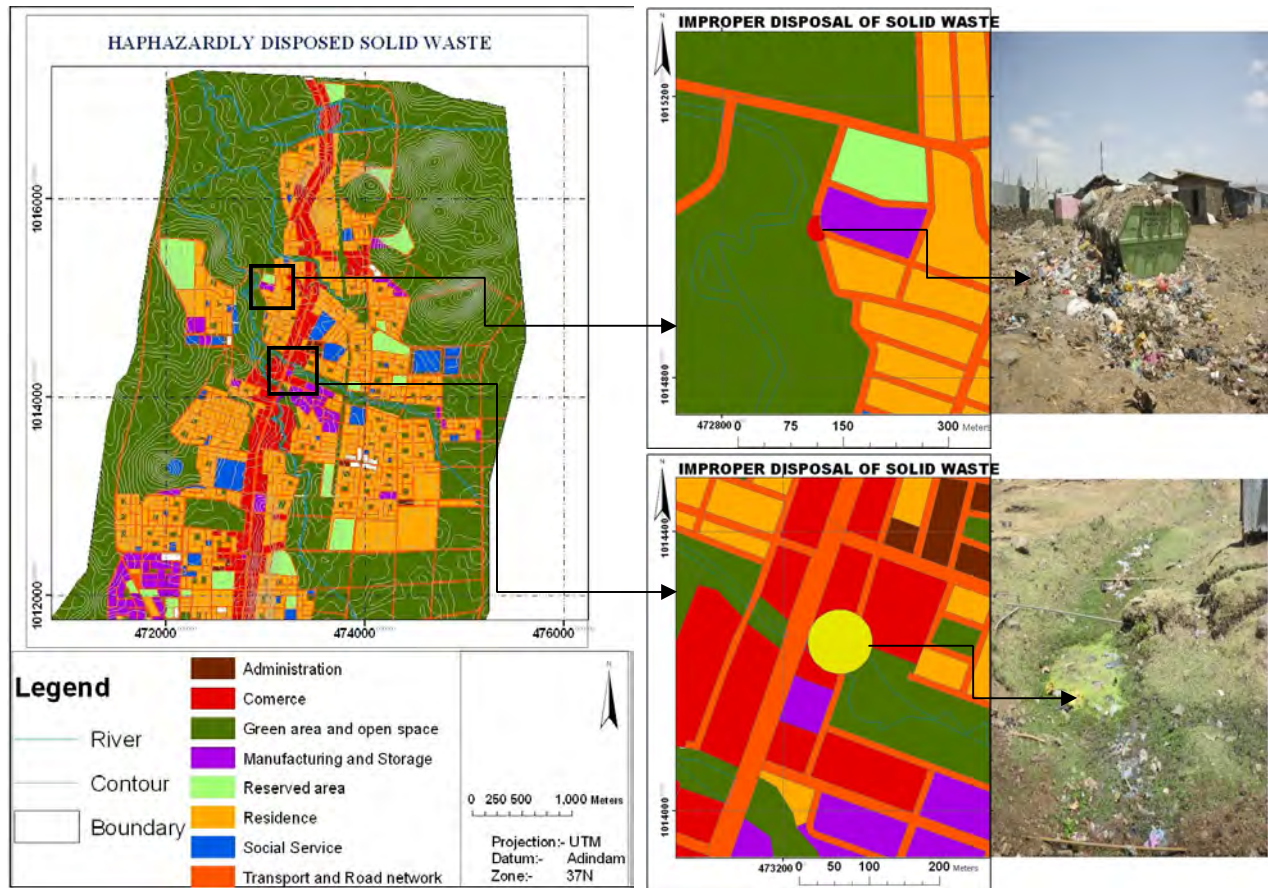 HAPHAZARDLY DISPOSED SOLID WASTE
1016000
1014000
1012000
472000
474000
476000
Legend
River
Contour
Boundary
Administration
Comerce
Green area and open space
Manufacturing and Storage
Reserved area
Residence
Social Service
Transport and Road network
N
0 250 500 1,000 Meters
Projection:- UTM
Datum:- Adindam
Zone:- 37N
IMPROPER DISPOSAL OF SOLID WASTE
N
1015200
1014800
472800
0 75 150 300 Meters
IMPROPER DISPOSAL OF SOLID WASTE
N
1014400
1014000
473200
0 50 100 200 Meters